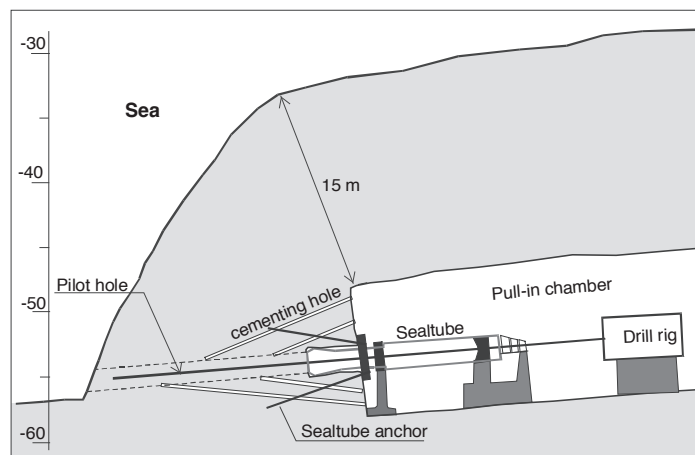 -30
Sea
-40
15 m
Pilot hole
-50
cementing hole
Pull-in chamber
Sealtube
Drill rig
Sealtube anchor
-60